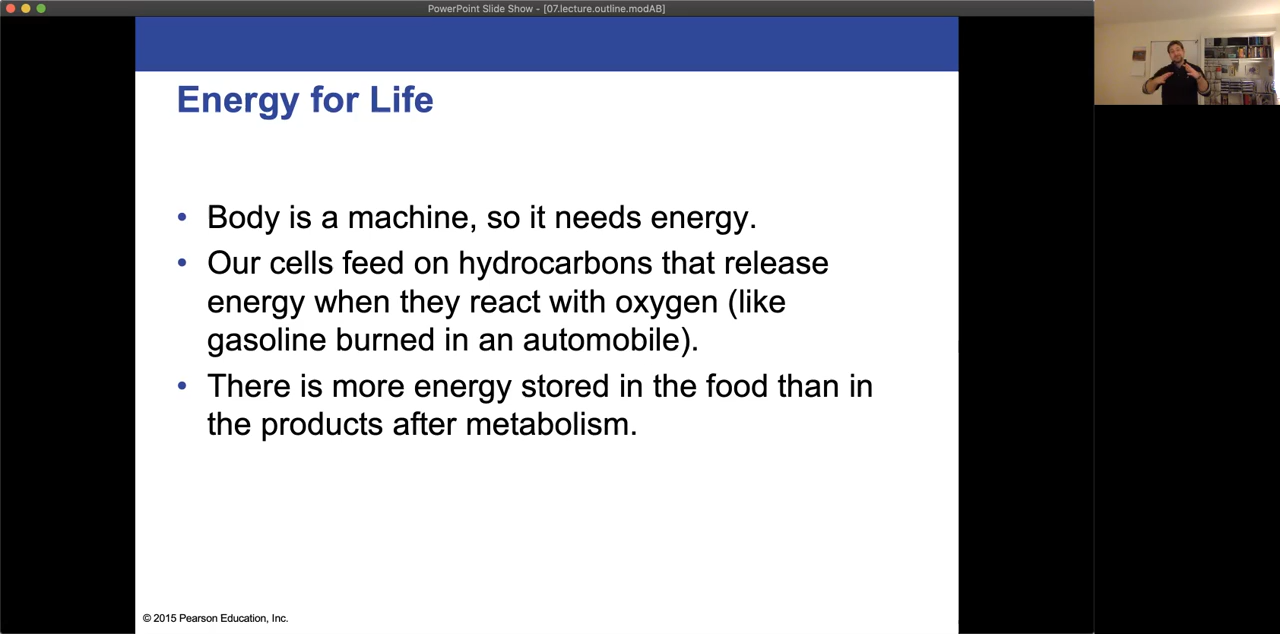 PowerPoint Slide Show - [07.lecture.outline.modAB]
Energy for Life
• Body is a machine, so it needs energy.
• Our cells feed on hydrocarbons that release
energy when they react with oxygen (like
gasoline burned in an automobile).
• There is more energy stored in the food than in
the products after metabolism.
© 2015 Pearson Education, Inc.